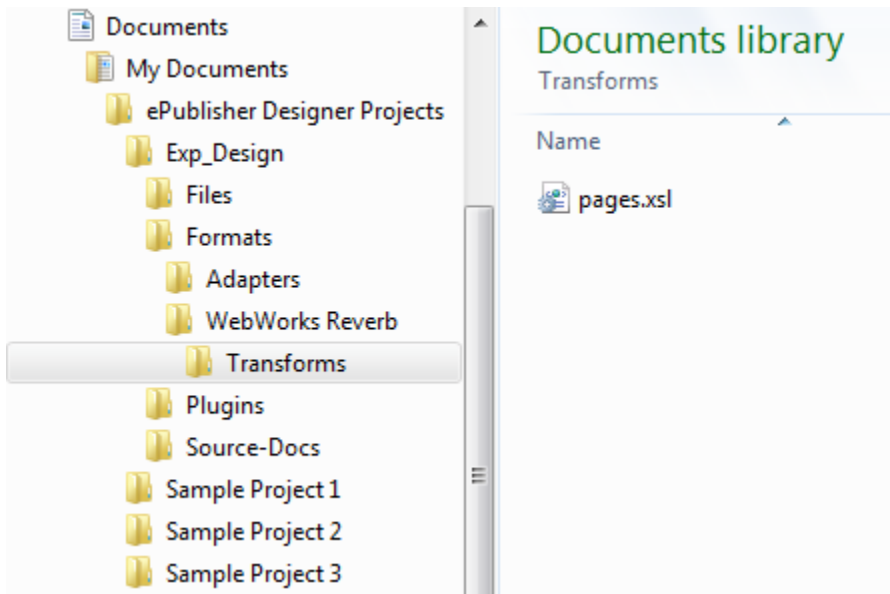 Documents
My Documents
ePublisher Designer Projects
Exp_Design
Files
Formats
Adapters
WebWorks Reverb
Transforms
Plugins
Source-Docs
Sample Project 1
Sample Project 2
Sample Project 3
Documents library
Transforms
Name
pages.xsl